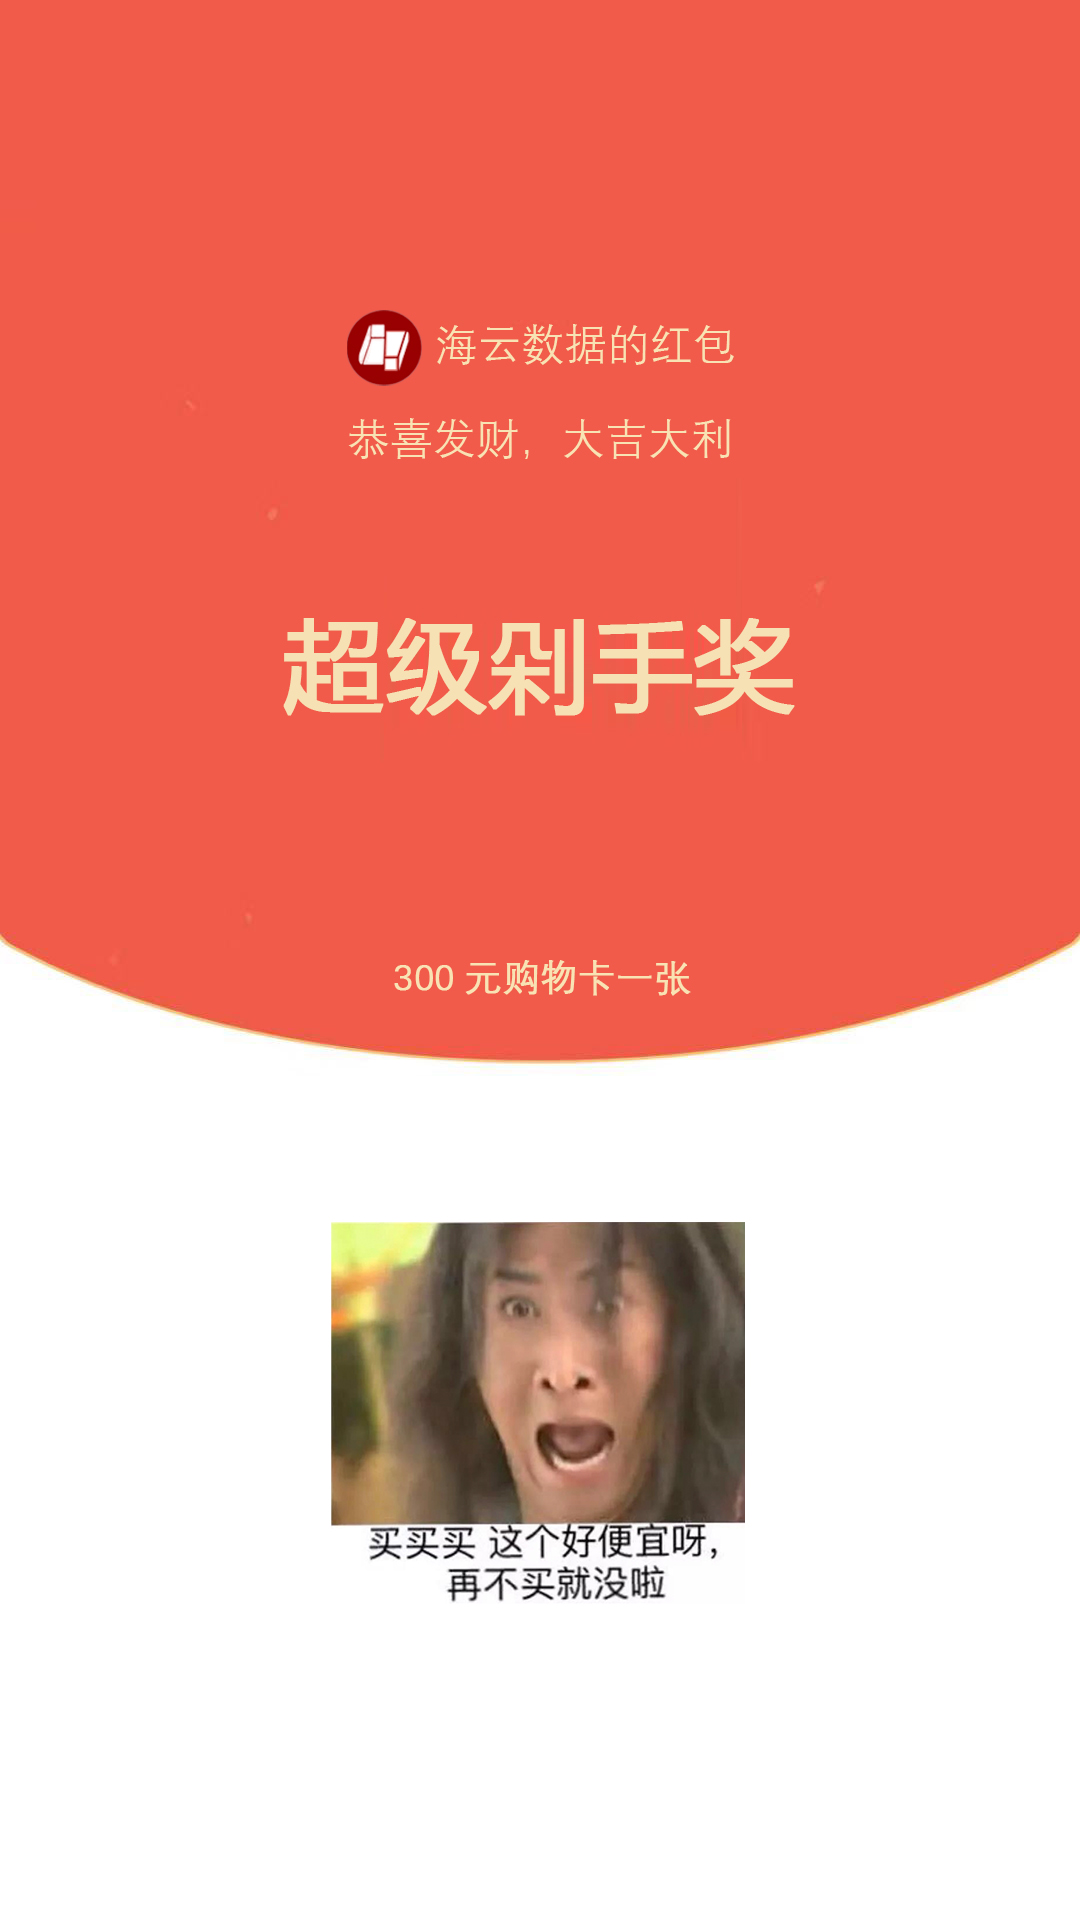 海云数据的红包
恭喜发财，大吉大利
超级剁手奖
300 元购物卡一张
买买买 这个好便宜呀，
再不买就没啦